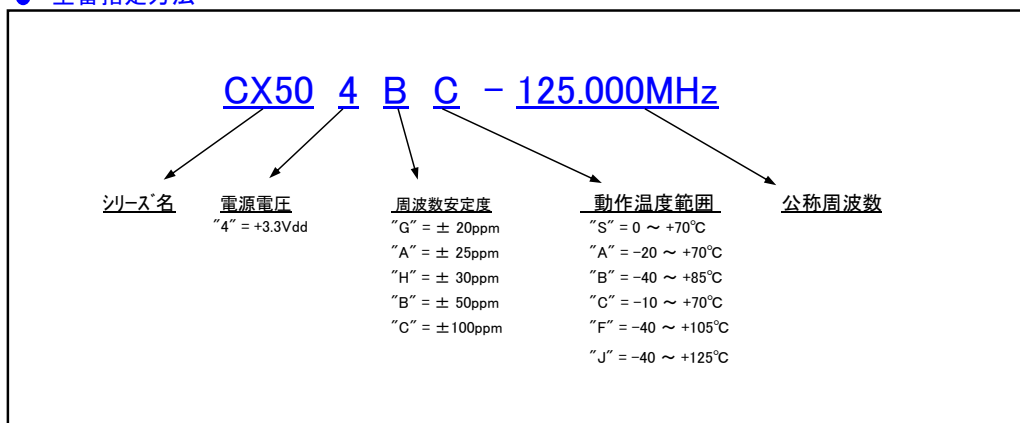 CX50 4 B C - 125.000MHz
シリーズ名 電源電圧 周波数安定度 動作温度範囲 公称周波数
"4" = +3.3Vdd "G" = ± 20ppm "S" = 0 ～ +70℃
"A" = ± 25ppm "A" = -20 ～ +70℃
"H" = ± 30ppm "B" = -40 ～ +85℃
"B" = ± 50ppm "C" = -10 ～ +70℃
"C" = ±100ppm "F" = -40 ～ +105℃
"J" = -40 ～ +125℃